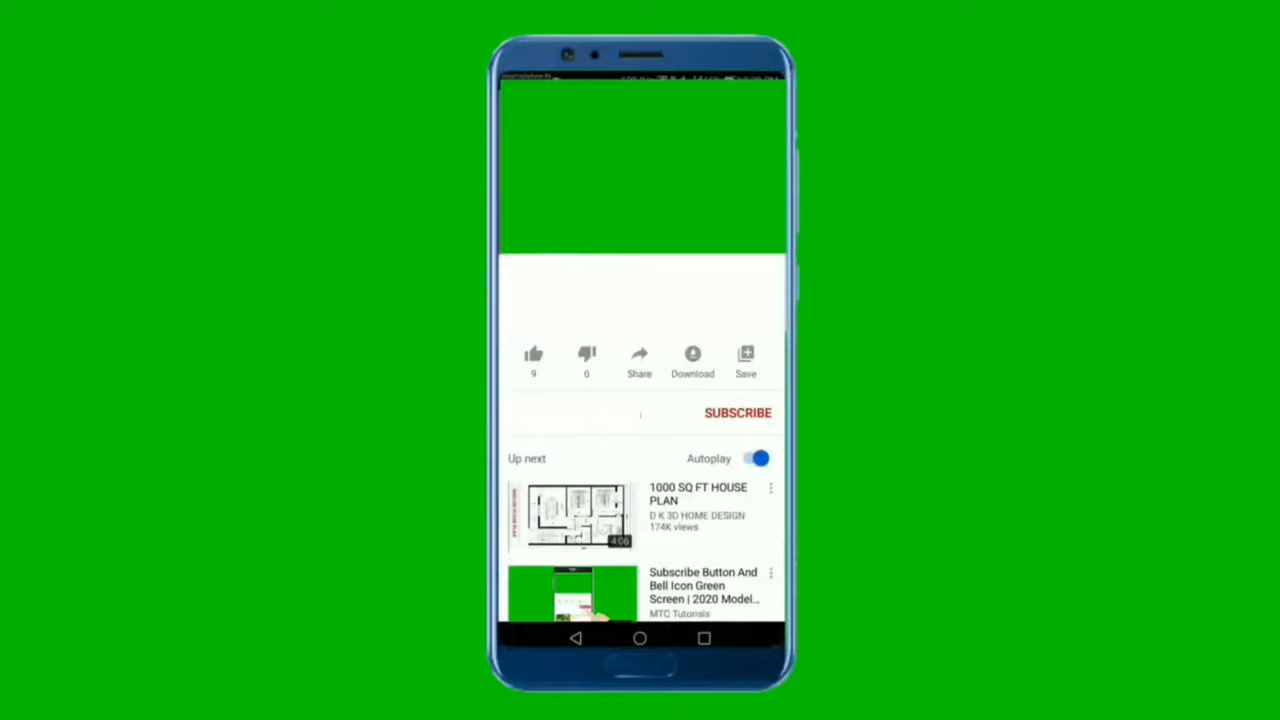 9
0
Share
Download
Save
SUBSCRIBE
Up next
Autoplay
1000 SQ FT HOUSE
PLAN
D K 3D HOME DESIGN
174K views
4:06
Subscribe Button And
Bell Icon Green
Screen | 2020 Model...
MTC Tutorials